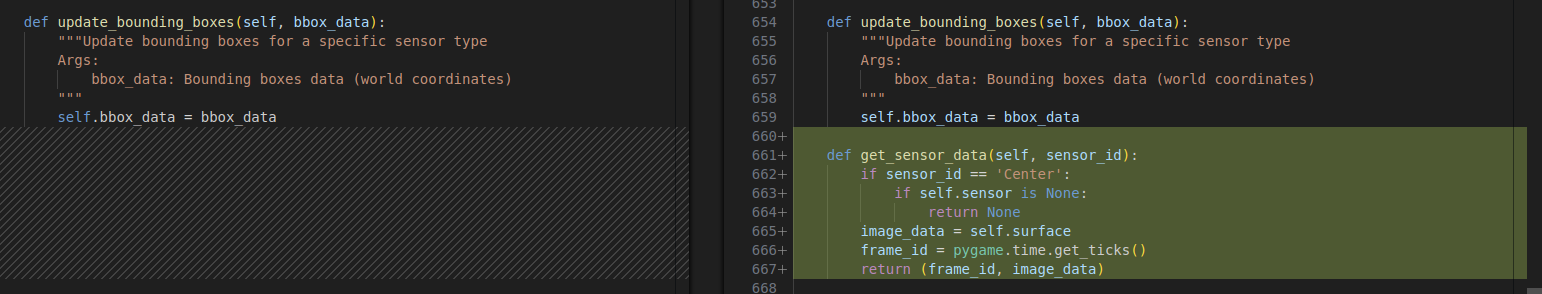 def update_bounding_boxes(self, bbox_data):
"""Update bounding boxes for a specific sensor type
Args:
bbox_data: Bounding boxes data (world coordinates)
"""
self.bbox_data = bbox_data
653
654 def update_bounding_boxes(self, bbox_data):
655 """Update bounding boxes for a specific sensor type
656 Args:
657 bbox_data: Bounding boxes data (world coordinates)
658 """
659 self.bbox_data = bbox_data
660+
661+ def get_sensor_data(self, sensor_id):
662+ if sensor_id == 'Center':
663+ if self.sensor is None:
664+ return None
665+ image_data = self.surface
666+ frame_id = pygame.time.get_ticks()
667+ return (frame_id, image_data)
668